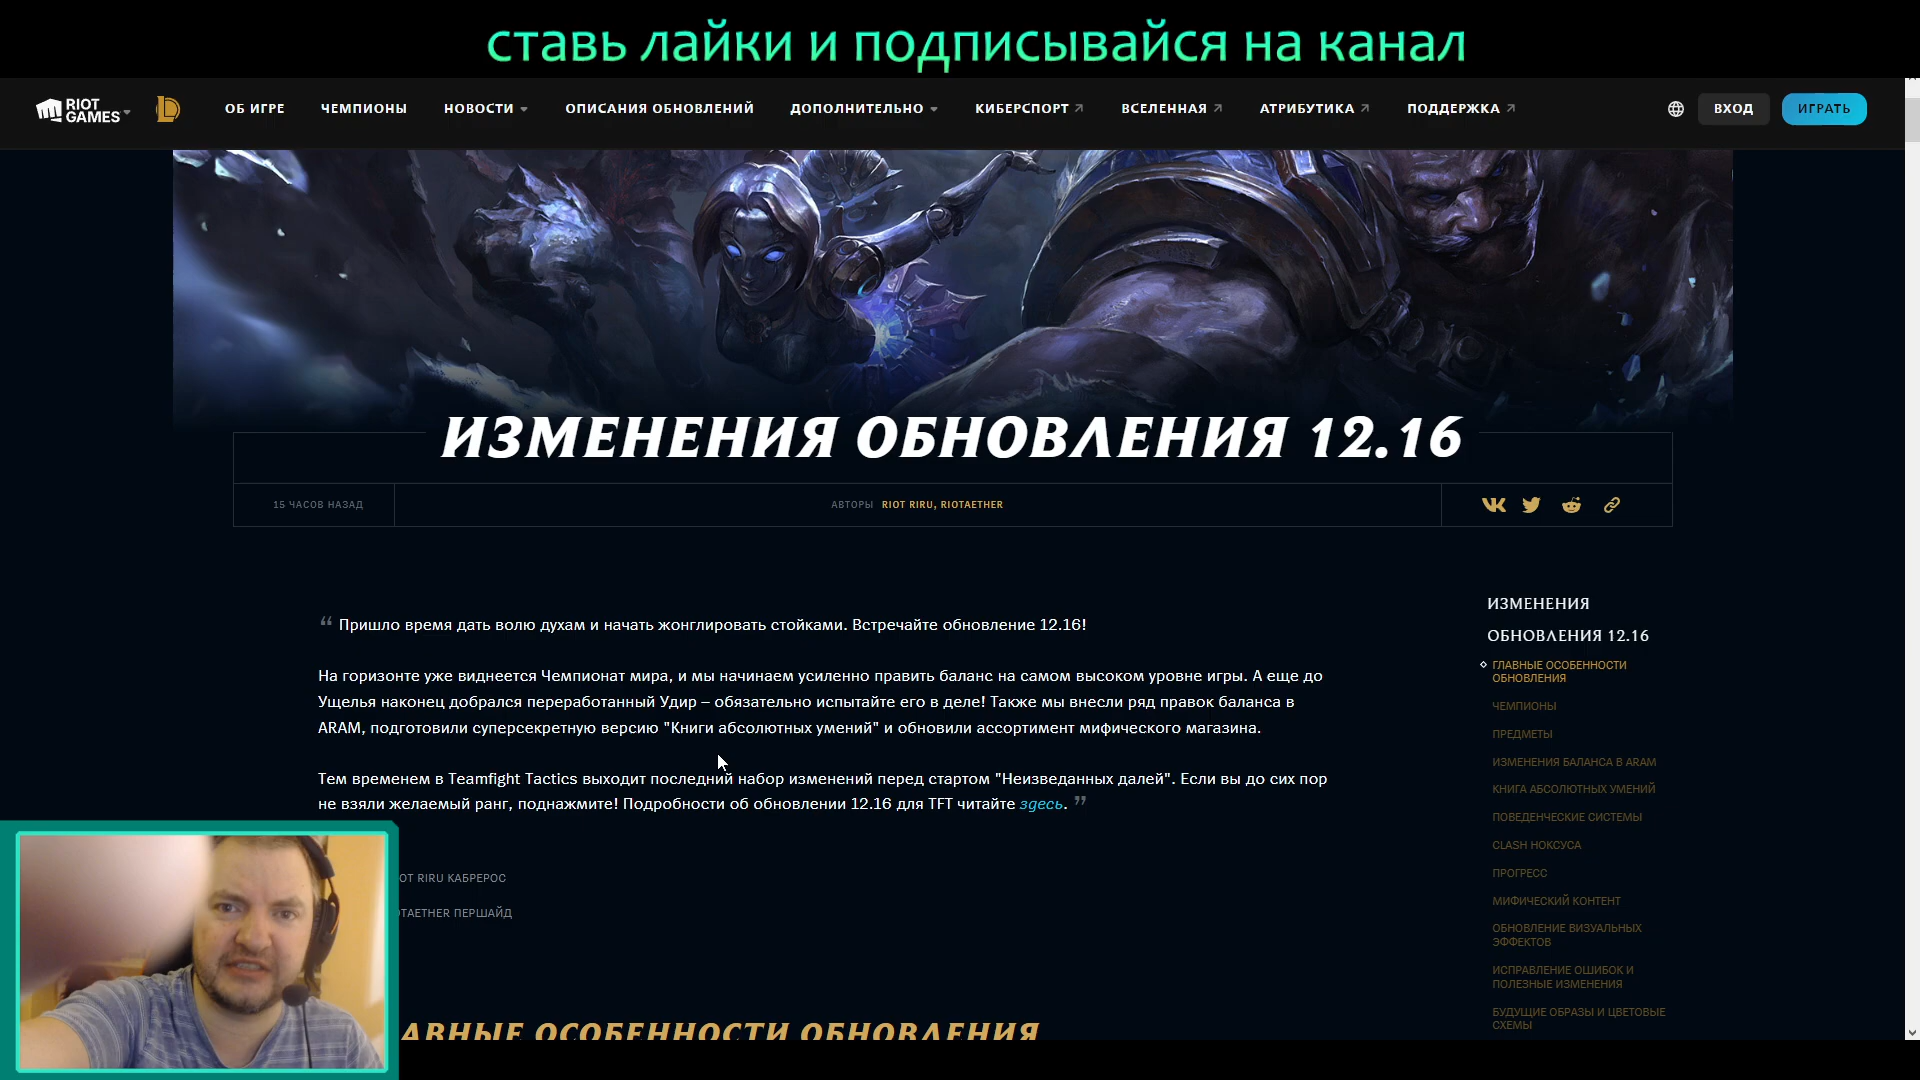 ставь лайки и подписывайся на канал
RIOT GAMES
ОБ ИГРЕ ЧЕМПИОНЫ НОВОСТИ ОПИСАНИЯ ОБНОВЛЕНИЙ ДОПОЛНИТЕЛЬНО КИБЕРСПОРТ ВСЕЛЕННАЯ АТРИБУТИКА ПОДДЕРЖКА ВХОД ИГРАТЬ
ИЗМЕНЕНИЯ ОБНОВЛЕНИЯ 12.16
15 ЧАСОВ НАЗАД АВТОРЫ RIOT RIRU, RIOTAETHER
“ Пришло время дать волю духам и начать жонглировать стойками. Встречайте обновление 12.16!
На горизонте уже виднеется Чемпионат мира, и мы начинаем усиленно править баланс на самом высоком уровне игры. А еще до
Ущелья наконец добрался переработанный Удир – обязательно испытайте его в деле! Также мы внесли ряд правок баланса в
ARAM, подготовили суперсекретную версию "Книги абсолютных умений" и обновили ассортимент мифического магазина.
Тем временем в Teamfight Tactics выходит последний набор изменений перед стартом "Неизведанных далей". Если вы до сих пор
не взяли желаемый ранг, поднажмите! Подробности об обновлении 12.16 для TFT читайте здесь. ”
ОТ RIRU КАБРЕРОС
OTAETHER ПЕРШАЙД
АВНЫЕ ОСОБЕННОСТИ ОБНОВЛЕНИЯ
ИЗМЕНЕНИЯ
ОБНОВЛЕНИЯ 12.16
ГЛАВНЫЕ ОСОБЕННОСТИ
ОБНОВЛЕНИЯ
ЧЕМПИОНЫ
ПРЕДМЕТЫ
ИЗМЕНЕНИЯ БАЛАНСА В ARAM
КНИГА АБСОЛЮТНЫХ УМЕНИЙ
ПОВЕДЕНЧЕСКИЕ СИСТЕМЫ
CLASH НОКСУСА
ПРОГРЕСС
МИФИЧЕСКИЙ КОНТЕНТ
ОБНОВЛЕНИЕ ВИЗУАЛЬНЫХ
ЭФФЕКТОВ
ИСПРАВЛЕНИЕ ОШИБОК И
ПОЛЕЗНЫЕ ИЗМЕНЕНИЯ
БУДУЩИЕ ОБРАЗЫ И ЦВЕТОВЫЕ
СХЕМЫ